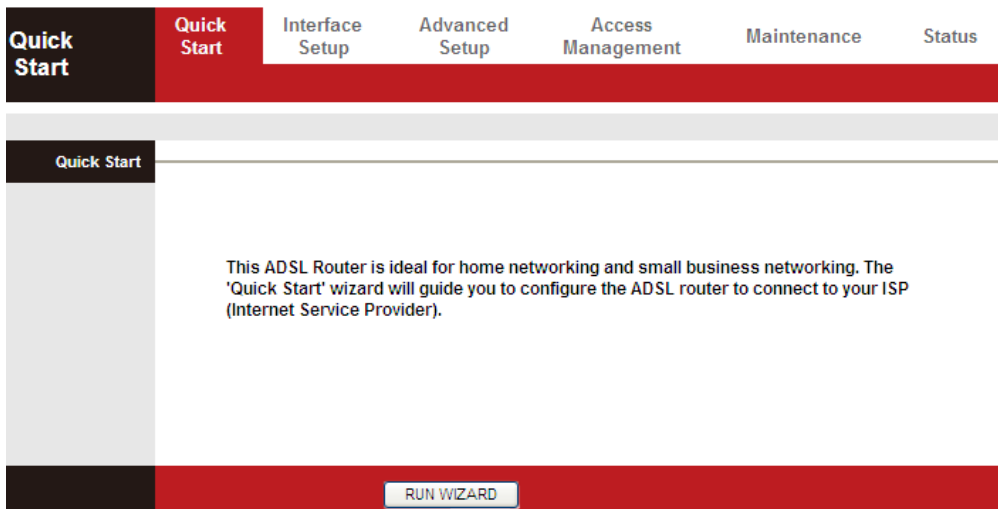 Quick
Start
Quick
Start
Interface
Setup
Advanced
Setup
Access
Management
Maintenance
Status
Quick Start
This ADSL Router is ideal for home networking and small business networking. The
'Quick Start' wizard will guide you to configure the ADSL router to connect to your ISP
(Internet Service Provider).
RUN WIZARD